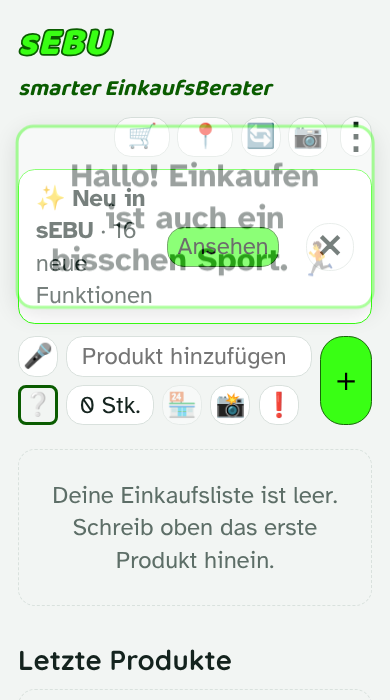 sEBU
smarter EinkaufsBerater
Hallo! Einkaufen
ist auch ein
bisschen Sport. 🏃
✨ Neu in
sEBU · 16
neue
Funktionen
Ansehen
✕
Produkt hinzufügen
0 Stk.
+
Deine Einkaufsliste ist leer.
Schreib oben das erste
Produkt hinein.
Letzte Produkte